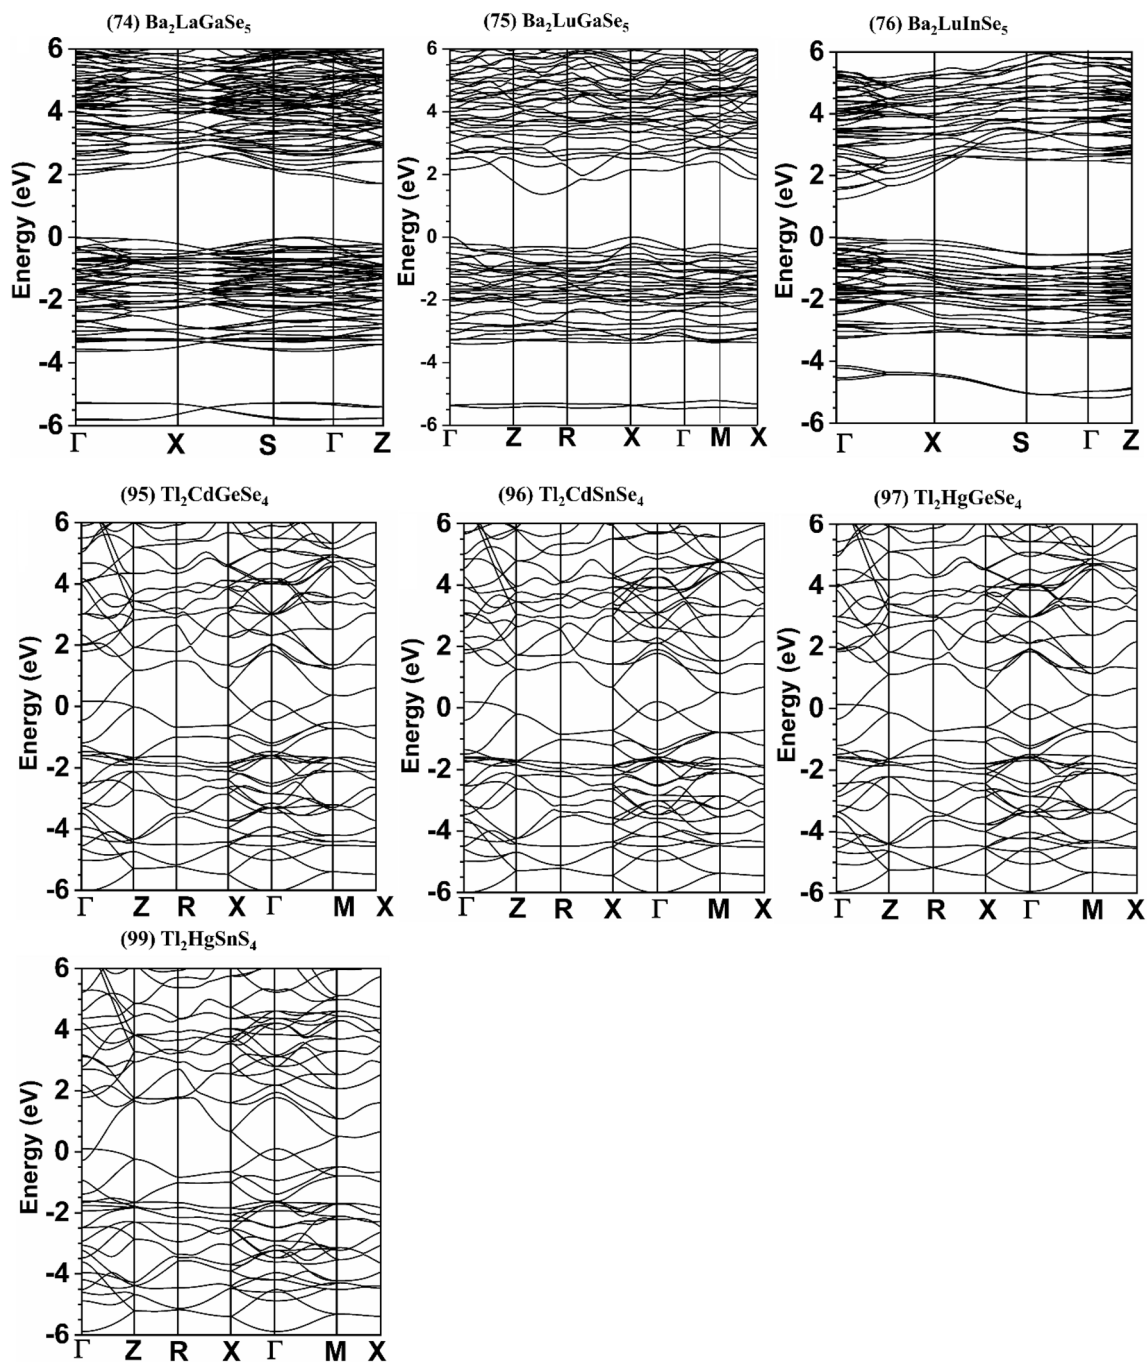 (74) Ba₂LaGaSe₅
Energy (eV)
6
4
2
0
-2
-4
-6
Γ X S Γ Z
(75) Ba₂LuGaSe₅
Energy (eV)
6
4
2
0
-2
-4
-6
Γ Z R X Γ M X
(76) Ba₂LuInSe₅
Energy (eV)
6
4
2
0
-2
-4
-6
Γ X S Γ Z
(95) Tl₂CdGeSe₄
Energy (eV)
6
4
2
0
-2
-4
-6
Γ Z R X Γ M X
(96) Tl₂CdSnSe₄
Energy (eV)
6
4
2
0
-2
-4
-6
Γ Z R X Γ M X
(97) Tl₂HgGeSe₄
Energy (eV)
6
4
2
0
-2
-4
-6
Γ Z R X Γ M X
(99) Tl₂HgSnS₄
Energy (eV)
6
4
2
0
-2
-4
-6
Γ Z R X Γ M X